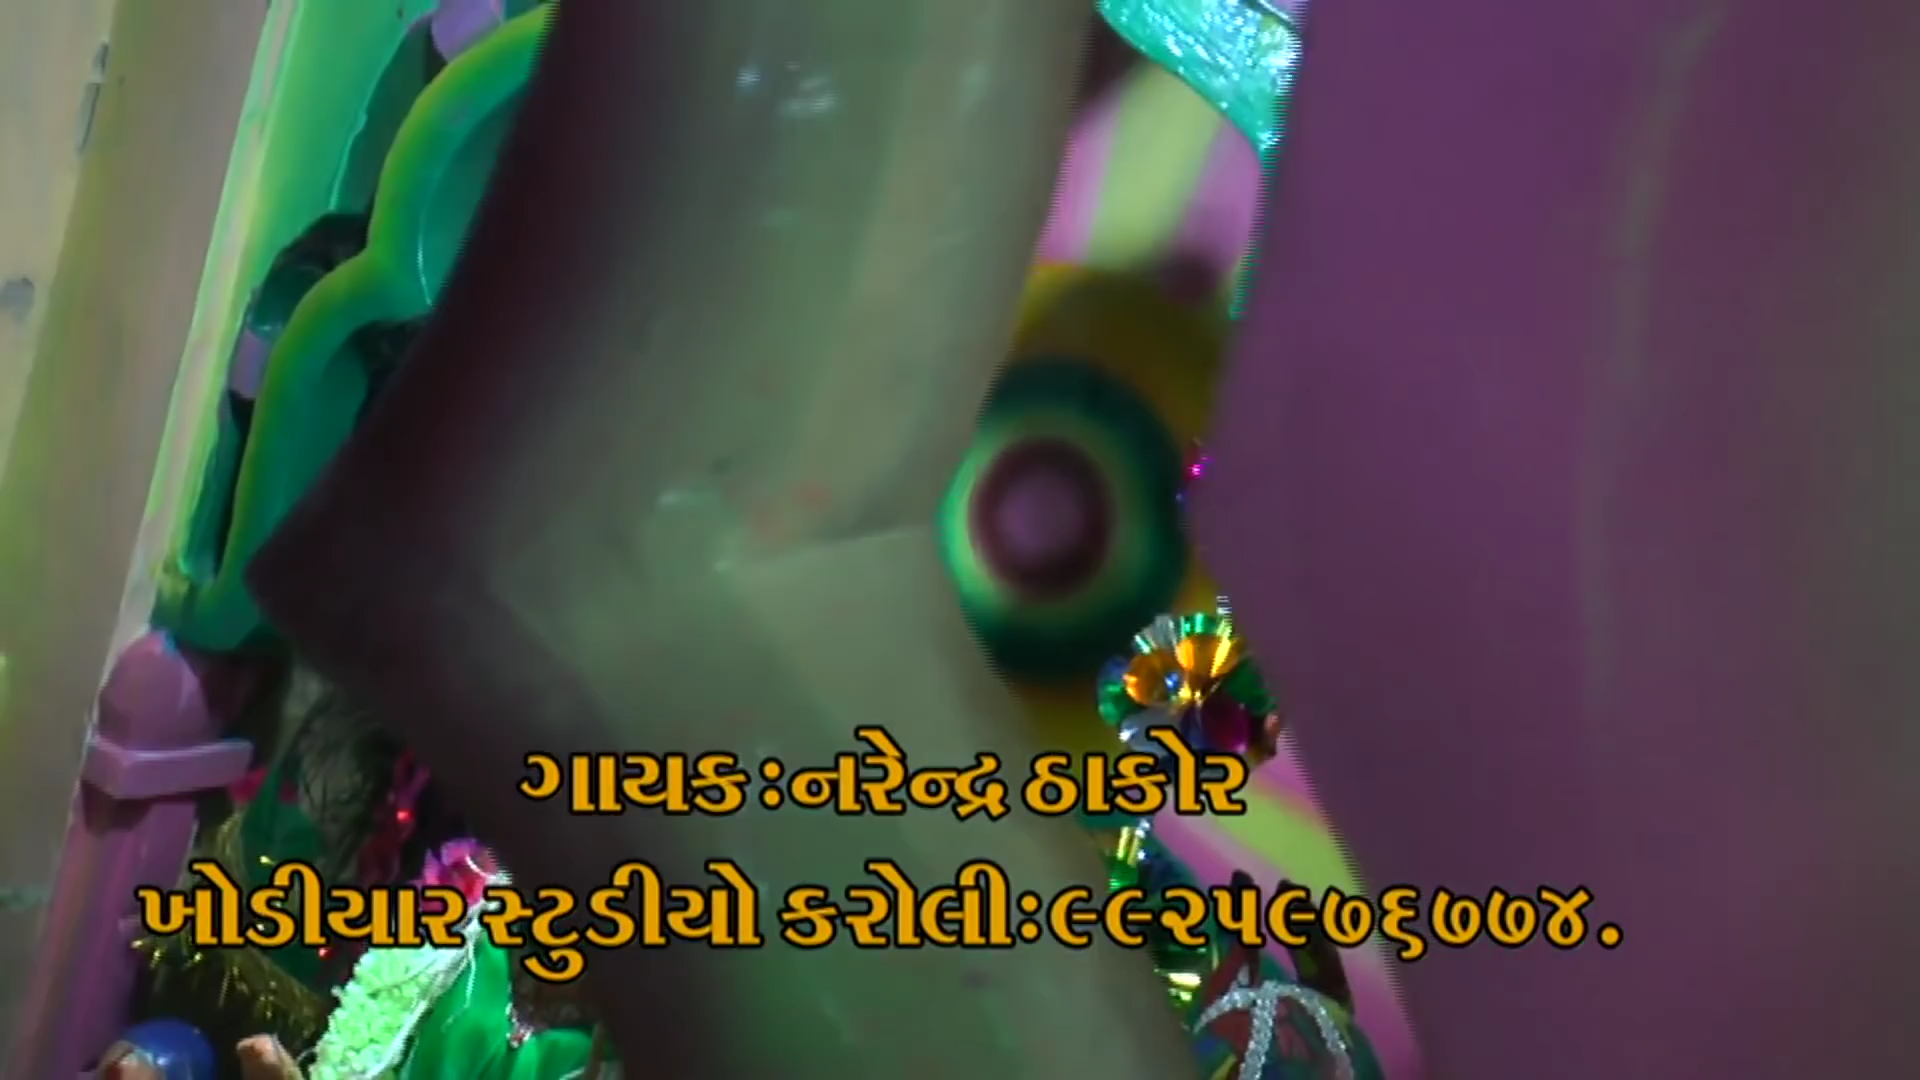 ગાયક:નરેન્દ્ર ઠાકોર
ખોડીયાર સ્ટુડીયો કરોલી:૯૯૨૫૯૭૬૭૭૪.